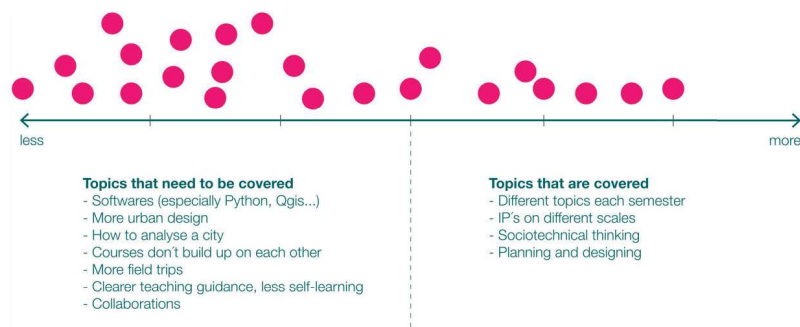 less
more
Topics that need to be covered
- Softwares (especially Python, Qgis...)
- More urban design
- How to analyse a city
- Courses don´t build up on each other
- More field trips
- Clearer teaching guidance, less self-learning
- Collaborations
Topics that are covered
- Different topics each semester
- IP´s on different scales
- Sociotechnical thinking
- Planning and designing